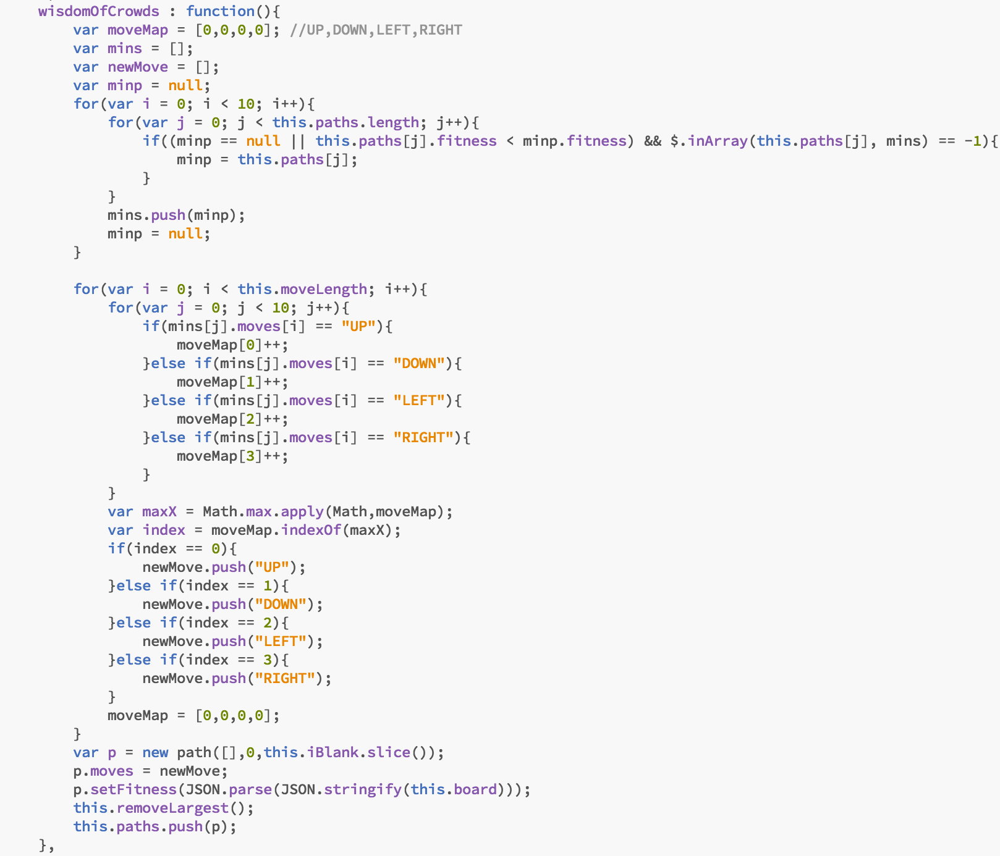 wisdomOfCrowds : function(){
    var moveMap = [0,0,0,0]; //UP,DOWN,LEFT,RIGHT
    var mins = [];
    var newMove = [];
    var minp = null;
    for(var i = 0; i < 10; i++){
        for(var j = 0; j < this.paths.length; j++){
            if((minp == null || this.paths[j].fitness < minp.fitness) && $.inArray(this.paths[j], mins) == -1){
                minp = this.paths[j];
            }
        }
        mins.push(minp);
        minp = null;
    }

    for(var i = 0; i < this.moveLength; i++){
        for(var j = 0; j < 10; j++){
            if(mins[j].moves[i] == "UP"){
                moveMap[0]++;
            }else if(mins[j].moves[i] == "DOWN"){
                moveMap[1]++;
            }else if(mins[j].moves[i] == "LEFT"){
                moveMap[2]++;
            }else if(mins[j].moves[i] == "RIGHT"){
                moveMap[3]++;
            }
        }
        var maxX = Math.max.apply(Math,moveMap);
        var index = moveMap.indexOf(maxX);
        if(index == 0){
            newMove.push("UP");
        }else if(index == 1){
            newMove.push("DOWN");
        }else if(index == 2){
            newMove.push("LEFT");
        }else if(index == 3){
            newMove.push("RIGHT");
        }
        moveMap = [0,0,0,0];
    }
    var p = new path([],0,this.iBlank.slice());
    p.moves = newMove;
    p.setFitness(JSON.parse(JSON.stringify(this.board)));
    this.removeLargest();
    this.paths.push(p);
},